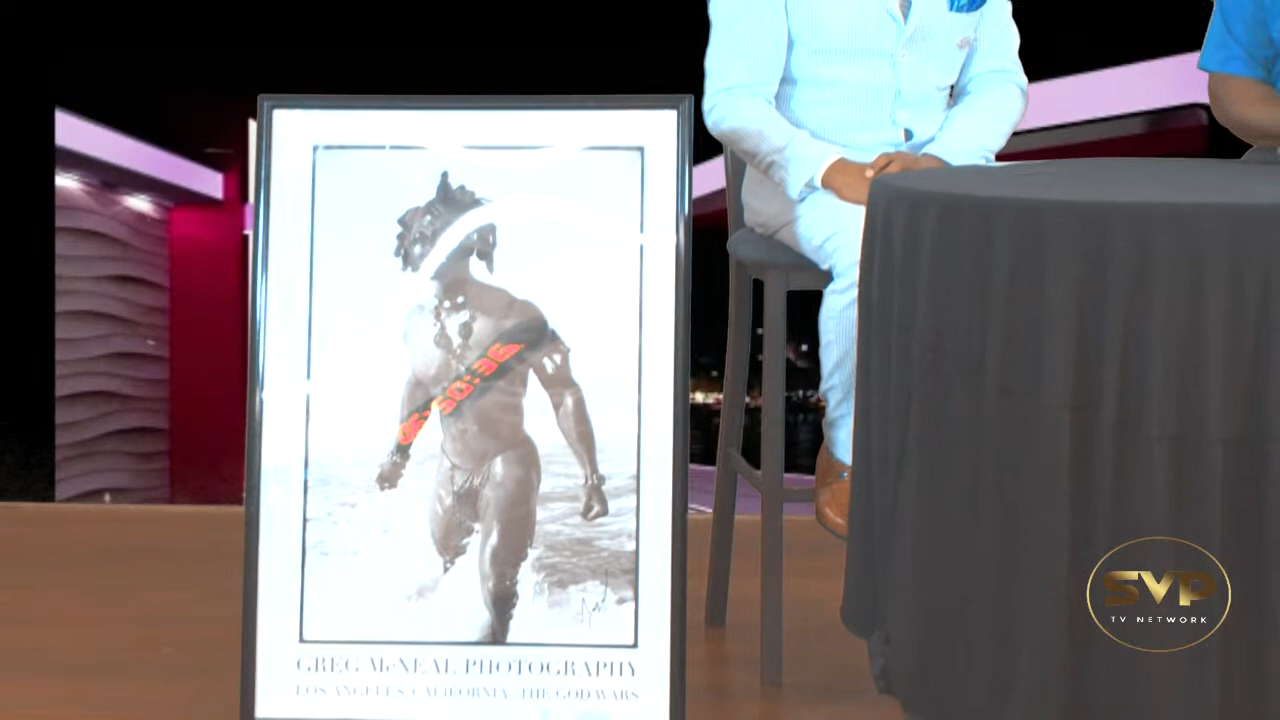 GREG McNEAL PHOTOGRAPHY
LOS ANGELES, CALIFORNIA THE GOD WARS
SVP
TV NETWORK